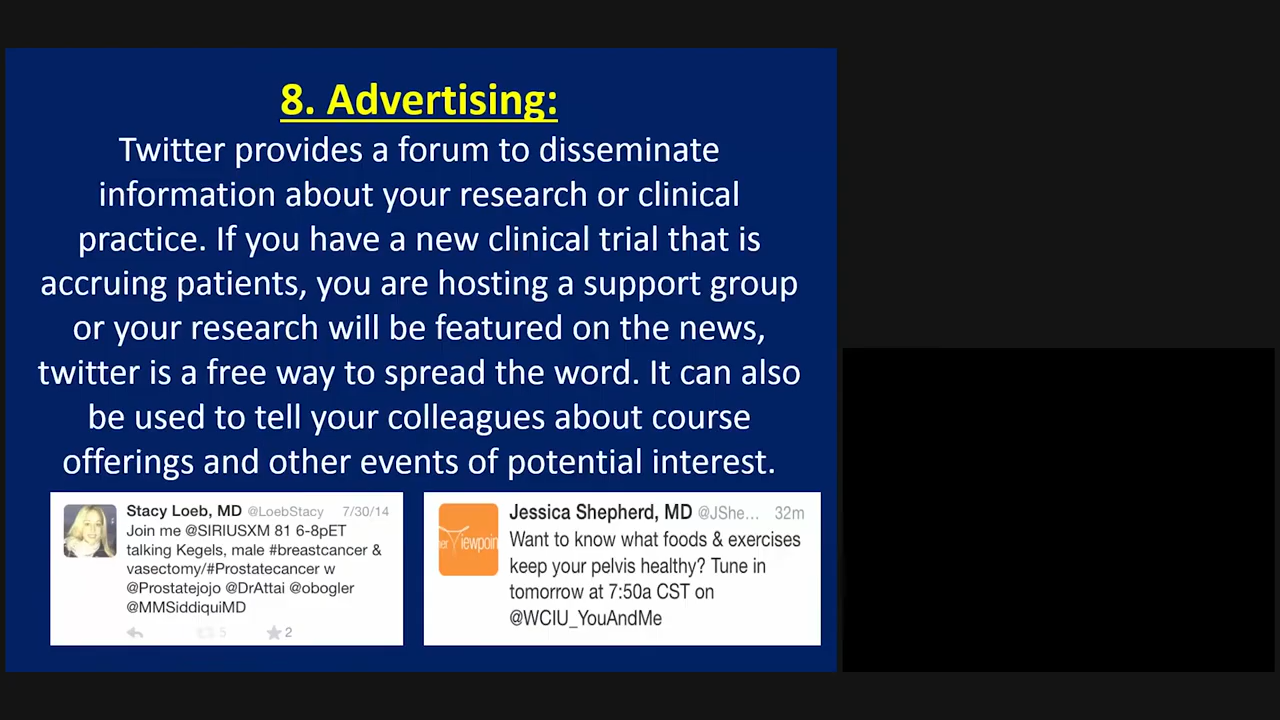 8. Advertising:
Twitter provides a forum to disseminate
information about your research or clinical
practice. If you have a new clinical trial that is
accruing patients, you are hosting a support group
or your research will be featured on the news,
twitter is a free way to spread the word. It can also
be used to tell your colleagues about course
offerings and other events of potential interest.
Stacy Loeb, MD @LoebStacy 7/30/14
Join me @SIRIUSXM 81 6-8pET
talking Kegels, male #breastcancer &
vasectomy/#Prostatecancer w
@Prostatejojo @DrAttai @obogler
@MMSiddiquiMD
5 2
Jessica Shepherd, MD @JShe... 32m
Want to know what foods & exercises
keep your pelvis healthy? Tune in
tomorrow at 7:50a CST on
@WCIU_YouAndMe